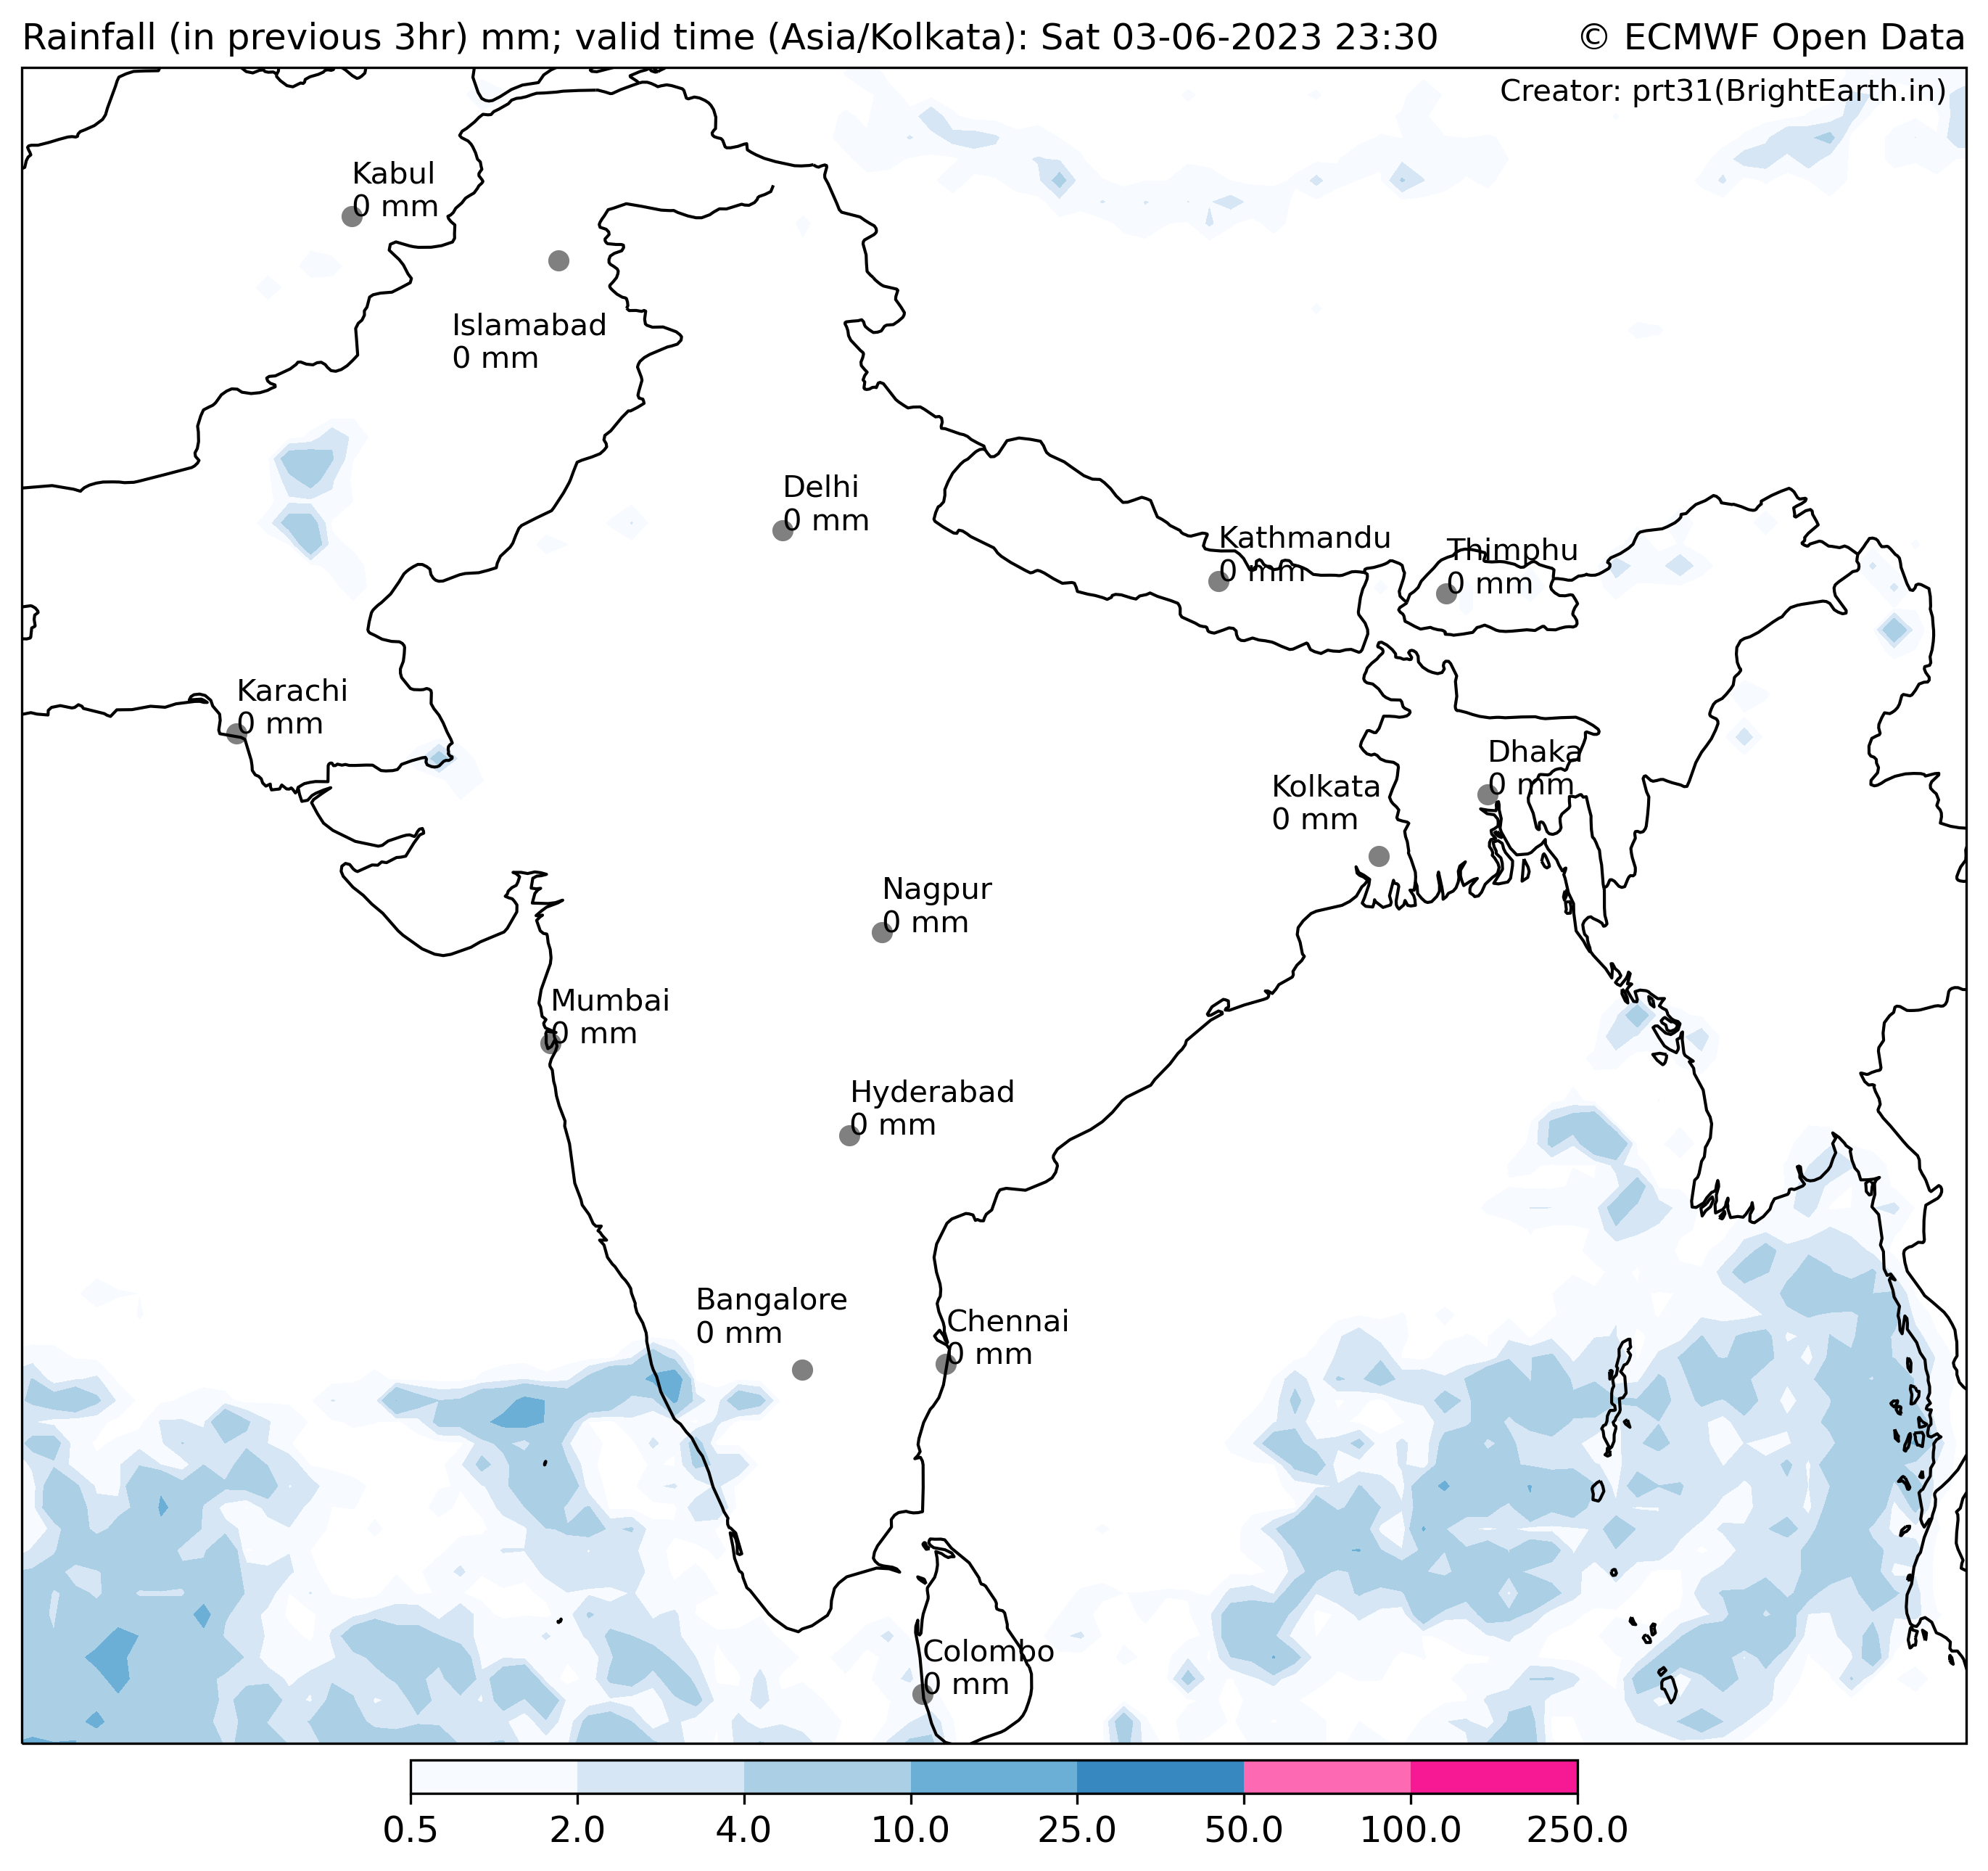 Rainfall (in previous 3hr) mm; valid time (Asia/Kolkata): Sat 03-06-2023 23:30
© ECMWF Open Data
Creator: prt31(BrightEarth.in)
Kabul
0 mm
Islamabad
0 mm
Delhi
0 mm
Kathmandu
0 mm
Thimphu
0 mm
Karachi
0 mm
Dhaka
0 mm
Kolkata
0 mm
Nagpur
0 mm
Mumbai
0 mm
Hyderabad
0 mm
Bangalore
0 mm
Chennai
0 mm
Colombo
0 mm
0.5 2.0 4.0 10.0 25.0 50.0 100.0 250.0